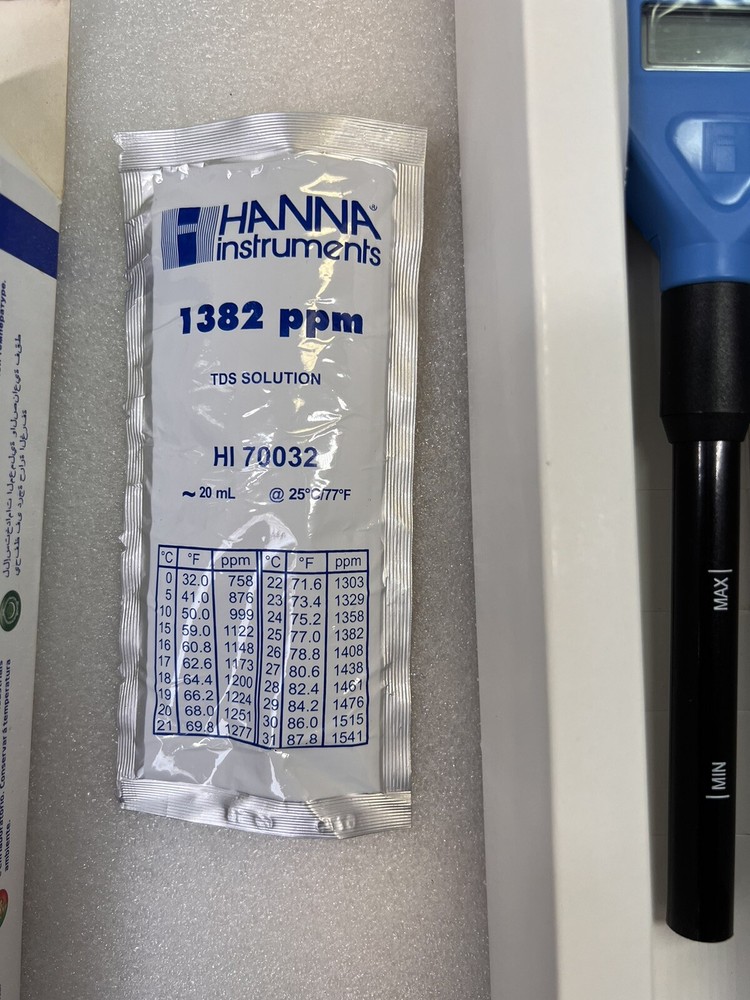 HANNA®
instruments
1382 ppm
TDS SOLUTION
HI 70032
~ 20 mL @ 25°C/77°F
°C °F ppm °C °F ppm
0 32.0 758 22 71.6 1303
5 41.0 876 23 73.4 1329
10 50.0 999 24 75.2 1358
15 59.0 1122 25 77.0 1382
16 60.8 1148 26 78.8 1408
17 62.6 1173 27 80.6 1438
18 64.4 1200 28 82.4 1461
19 66.2 1224 29 84.2 1476
20 68.0 1251 30 86.0 1515
21 69.8 1277 31 87.8 1541
MAX
MIN
Conservar a temperatura
ambiente.